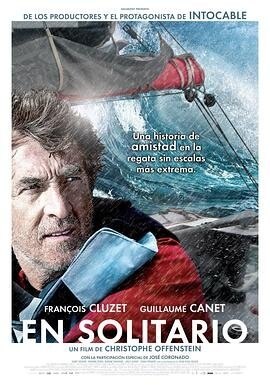 DE LOS PRODUCTORES Y EL PROTAGONISTA DE INTOCABLE
Una historia de
amistad en la
regata sin escalas
más extrema.
FRANÇOIS CLUZET GUILLAUME CANET
EN SOLITARIO
UN FILM DE CHRISTOPHE OFFENSTEIN
CON LA PARTICIPACIÓN ESPECIAL DE JOSÉ CORONADO